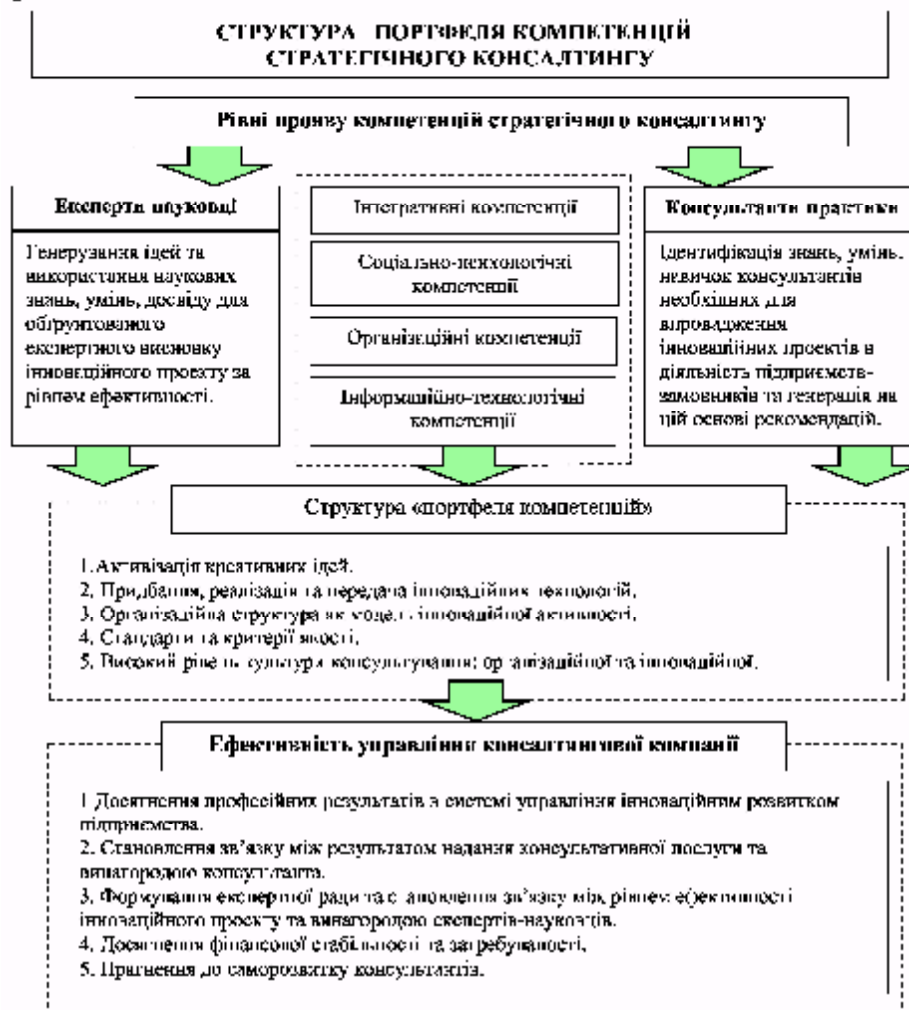 СТРУКТУРА ПОРТФЕЛЯ КОМПЕТЕНЦІЙ
СТРАТЕГІЧНОГО КОНСАЛТИНГУ
Рівні прояву компетенцій стратегічного консалтингу
Експерти науковці
Генерування ідей та
використання наукових
знань, умінь, досвіду для
обґрунтованого
експертного висновку
інноваційного проекту за
рівнем ефективності.
Інтегративні компетенції
Соціально-психологічні
компетенції
Організаційні компетенції
Інформаційно-технологічні
компетенції
Консультанти практики
Ідентифікація знань, умінь,
навичок консультантів
необхідних для
впровадження
інноваційних проектів в
діяльність підприємств-
замовників та генерація на
цій основі рекомендацій.
Структура «портфеля компетенцій»
1. Активізація креативних ідей.
2. Придбання, реалізація та передача інноваційних технологій.
3. Організаційна структура як модель інноваційної активності.
4. Стандарти та критерії якості.
5. Високий рівень культури консультування: організаційної та інноваційної.
Ефективність управління консалтингової компанії
1 Досягнення професійних результатів в системі управління інноваційним розвитком
підприємства.
2. Становлення зв’язку між результатом надання консультативної послуги та
винагородою консультанта.
3. Формування експертної ради та становлення зв’язку між рівнем ефективності
інноваційного проекту та винагородою експертів-науковців.
4. Досягнення фінансової стабільності та затребуваності.
5. Прагнення до саморозвитку консультантів.